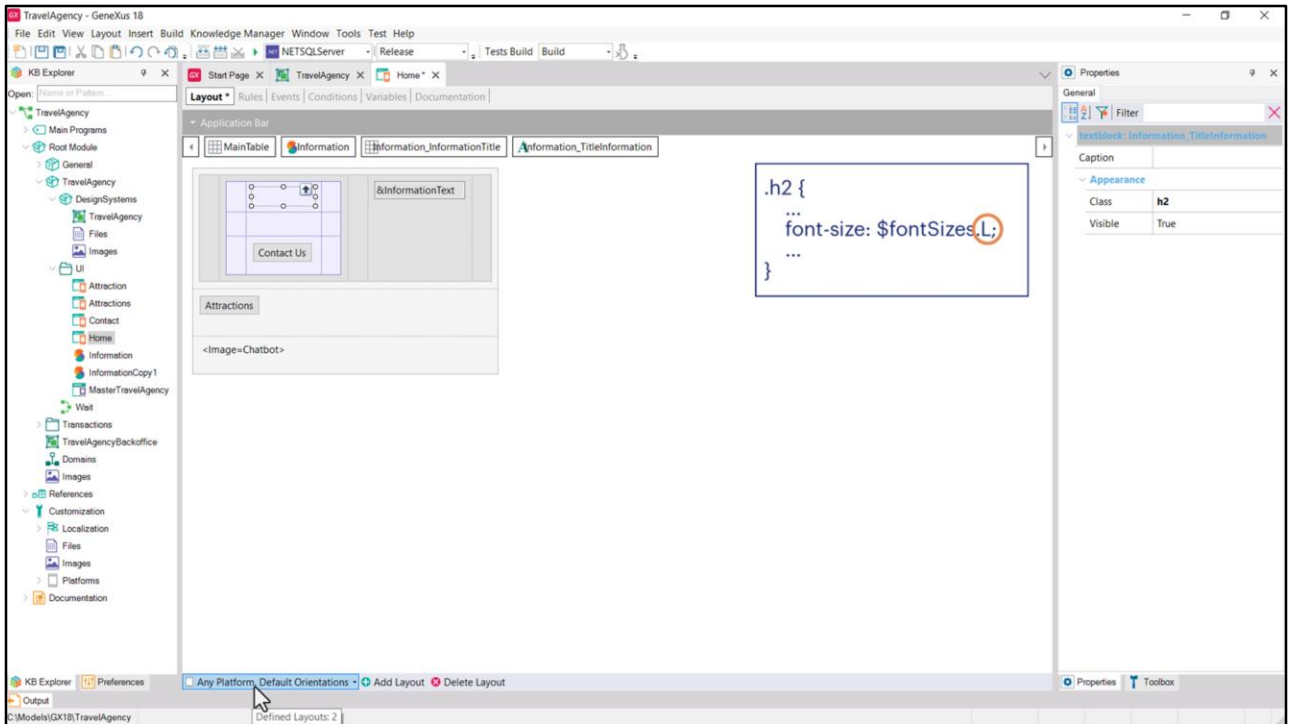 GX TravelAgency - GeneXus 18
File Edit View Layout Insert Build Knowledge Manager Window Tools Test Help
.NET NETSQLServer Release Tests Build Build
KB Explorer
GX Start Page TravelAgency Home*
Properties
Open: Name or Pattern...
Layout * Rules Events Conditions Variables Documentation
General
Filter
TravelAgency
Main Programs
Root Module
General
TravelAgency
DesignSystems
TravelAgency
Files
Images
UI
Attraction
Attractions
Contact
Home
Information
InformationCopy1
MasterTravelAgency
Wait
Transactions
TravelAgencyBackoffice
Domains
Images
References
Customization
Localization
Files
Images
Platforms
Documentation
Application Bar
MainTable Information Information_InformationTitle Information_TitleInformation
&InformationText
Contact Us
Attractions
<Image=Chatbot>
.h2 {
...
font-size: $fontSizes.L;
...
}
textblock: Information_TitleInformation
Caption
Appearance
Class h2
Visible True
KB Explorer Preferences
Any Platform, Default Orientations Add Layout Delete Layout
Properties Toolbox
Output
C:\Models\GX18\TravelAgency
Defined Layouts: 2